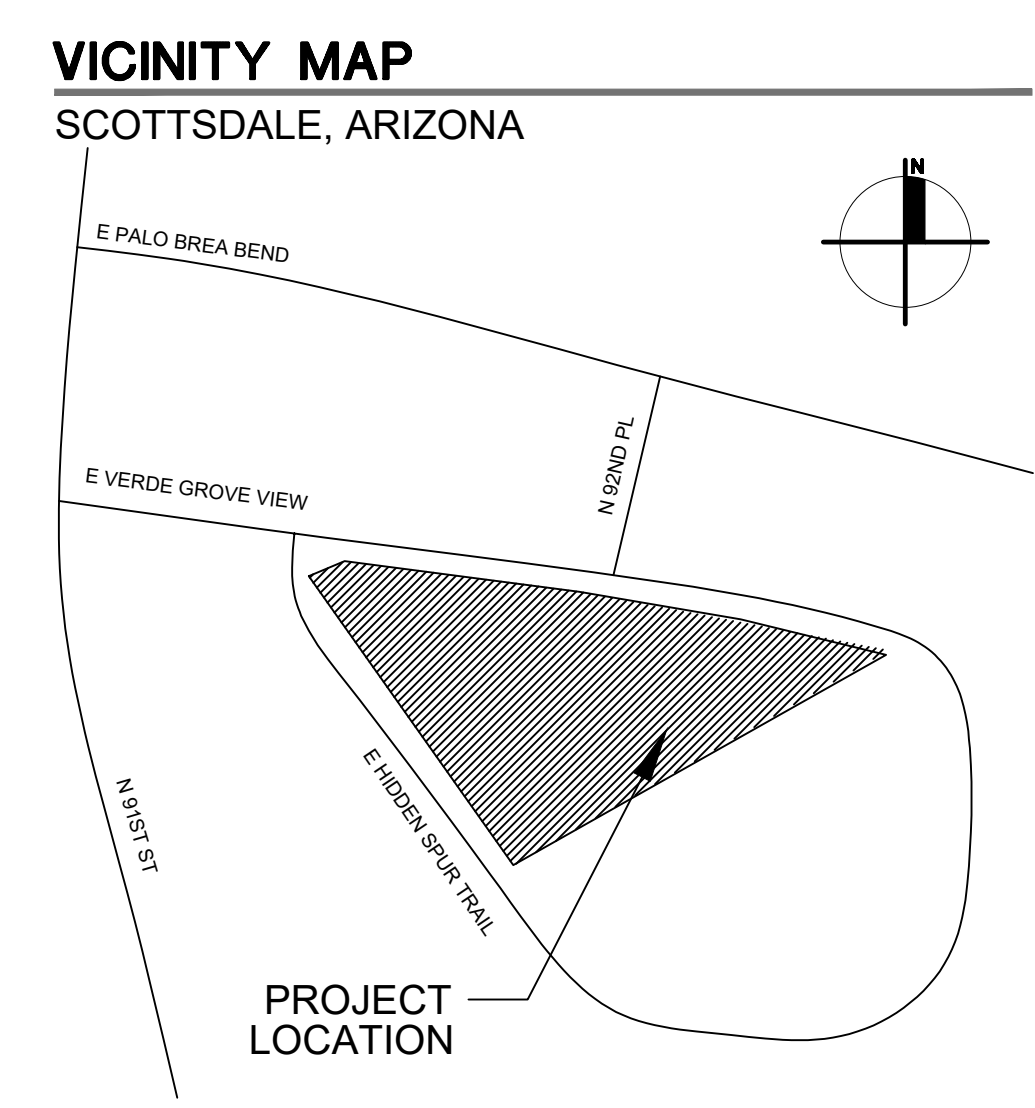 VICINITY MAP
SCOTTSDALE, ARIZONA
N
E PALO BREA BEND
N 92ND PL
E VERDE GROVE VIEW
E HIDDEN SPUR TRAIL
N 91ST ST
PROJECT
LOCATION